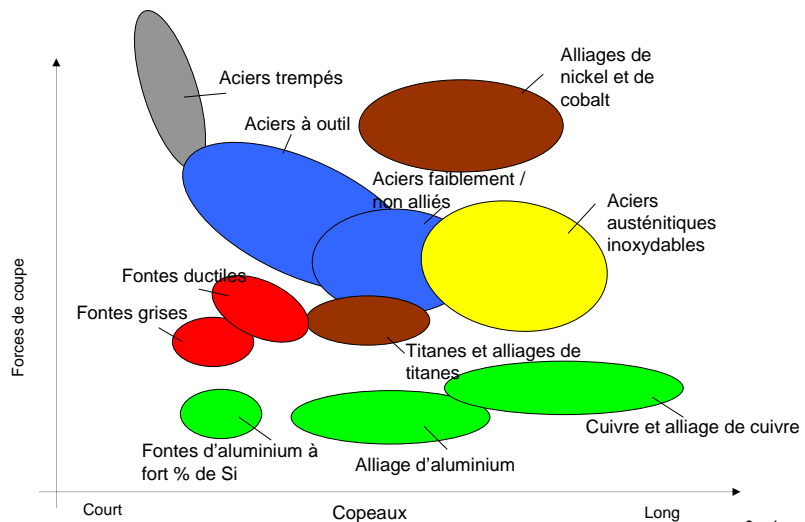 Alliages de
nickel et de
cobalt
Aciers trempés
Aciers à outil
Aciers faiblement /
non alliés
Aciers
austénitiques
inoxydables
Fontes ductiles
Fontes grises
Forces de coupe
Titanes et alliages de
titanes
Cuivre et alliage de cuivre
Fontes d'aluminium à
fort % de Si
Alliage d'aluminium
Court
Copeaux
Long